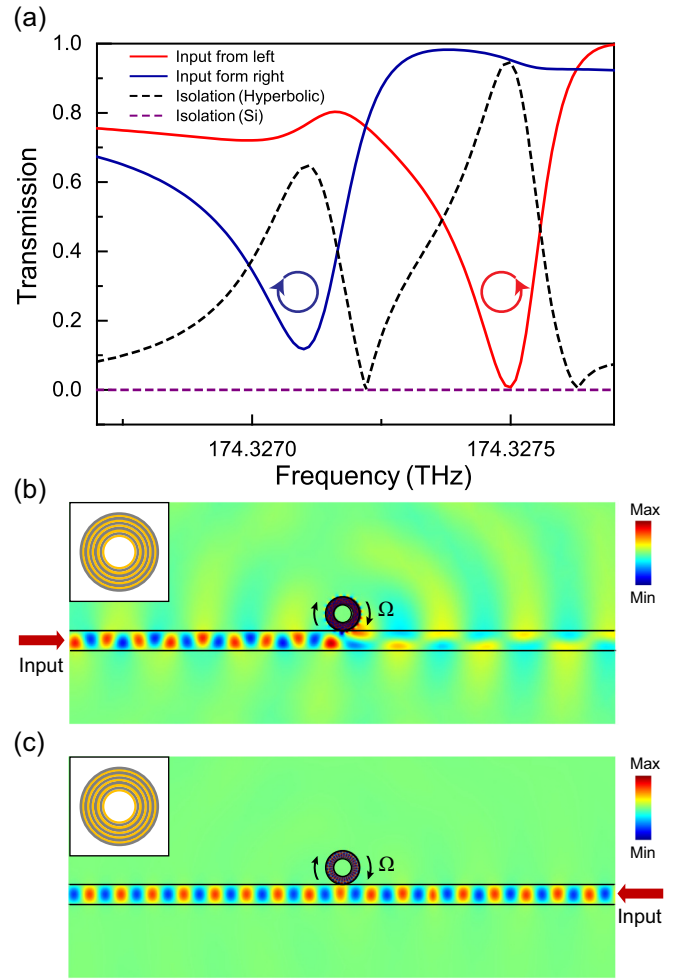 (a)
1.0
0.8
0.6
0.4
0.2
0.0
Transmission
Input from left
Input form right
Isolation (Hyperbolic)
Isolation (Si)
174.3270
174.3275
Frequency (THz)
(b)
Max
Min
Ω
Input
(c)
Max
Min
Ω
Input